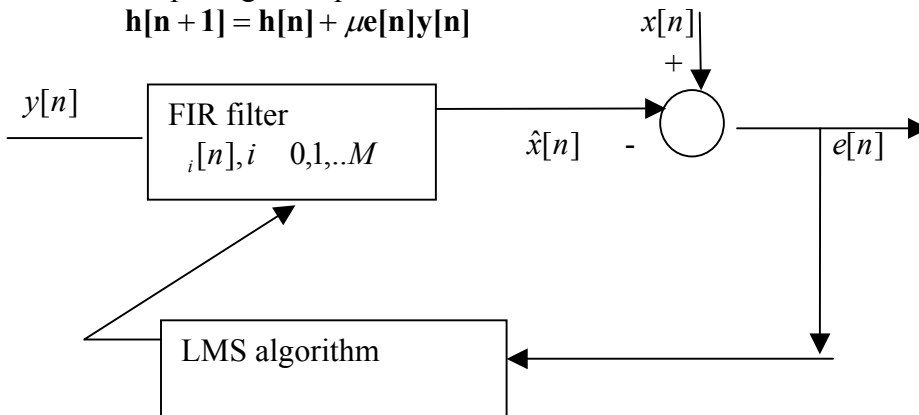 h[n + 1] = h[n] + μe[n]y[n]
x[n]
+
y[n]
FIR filter
i[n], i 0,1,..M
x̂[n] -
e[n]
LMS algorithm